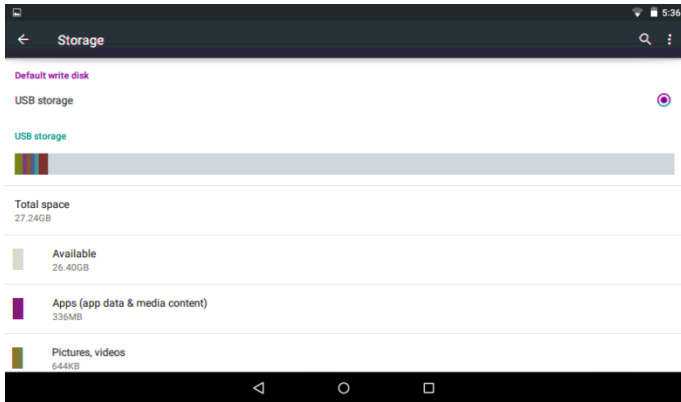 5:36
Storage
Default write disk
USB storage
USB storage
Total space
27.24GB
Available
26.40GB
Apps (app data & media content)
336MB
Pictures, videos
644KB